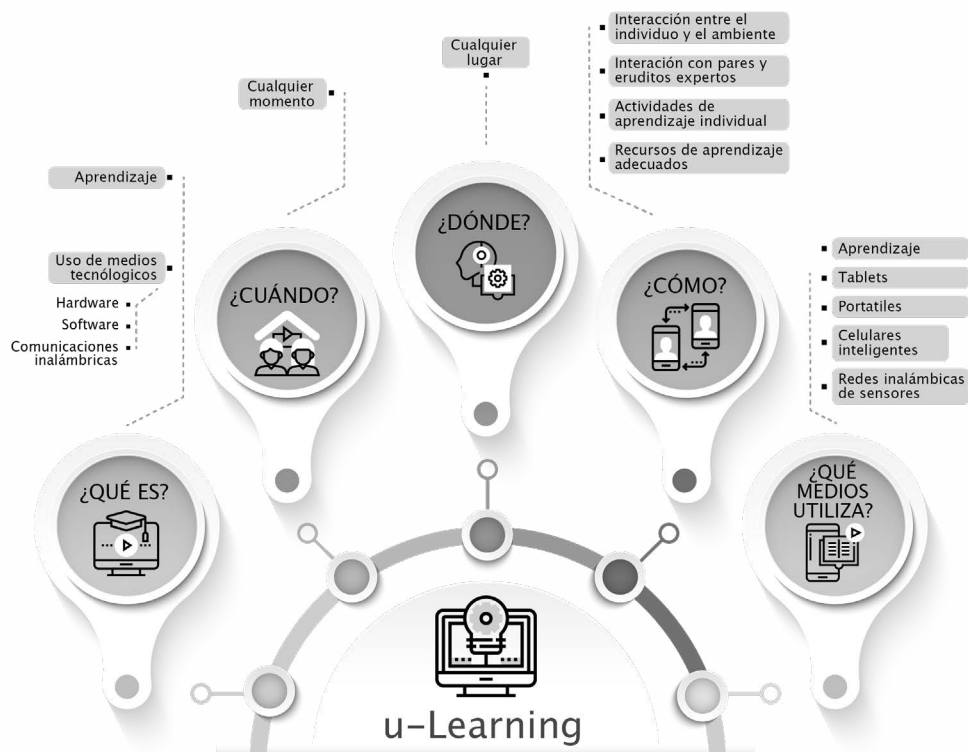 Aprendizaje
Uso de medios
tecnólogicos
Hardware
Software
Comunicaciones
inalámbricas
¿QUÉ ES?
Cualquier
momento
¿CUÁNDO?
Cualquier
lugar
¿DÓNDE?
Interacción entre el
individuo y el ambiente
Interación con pares y
eruditos expertos
Actividades de
aprendizaje individual
Recursos de aprendizaje
adecuados
¿CÓMO?
Aprendizaje
Tablets
Portatiles
Celulares
inteligentes
Redes inalámbicas
de sensores
¿QUÉ
MEDIOS
UTILIZA?
u-Learning